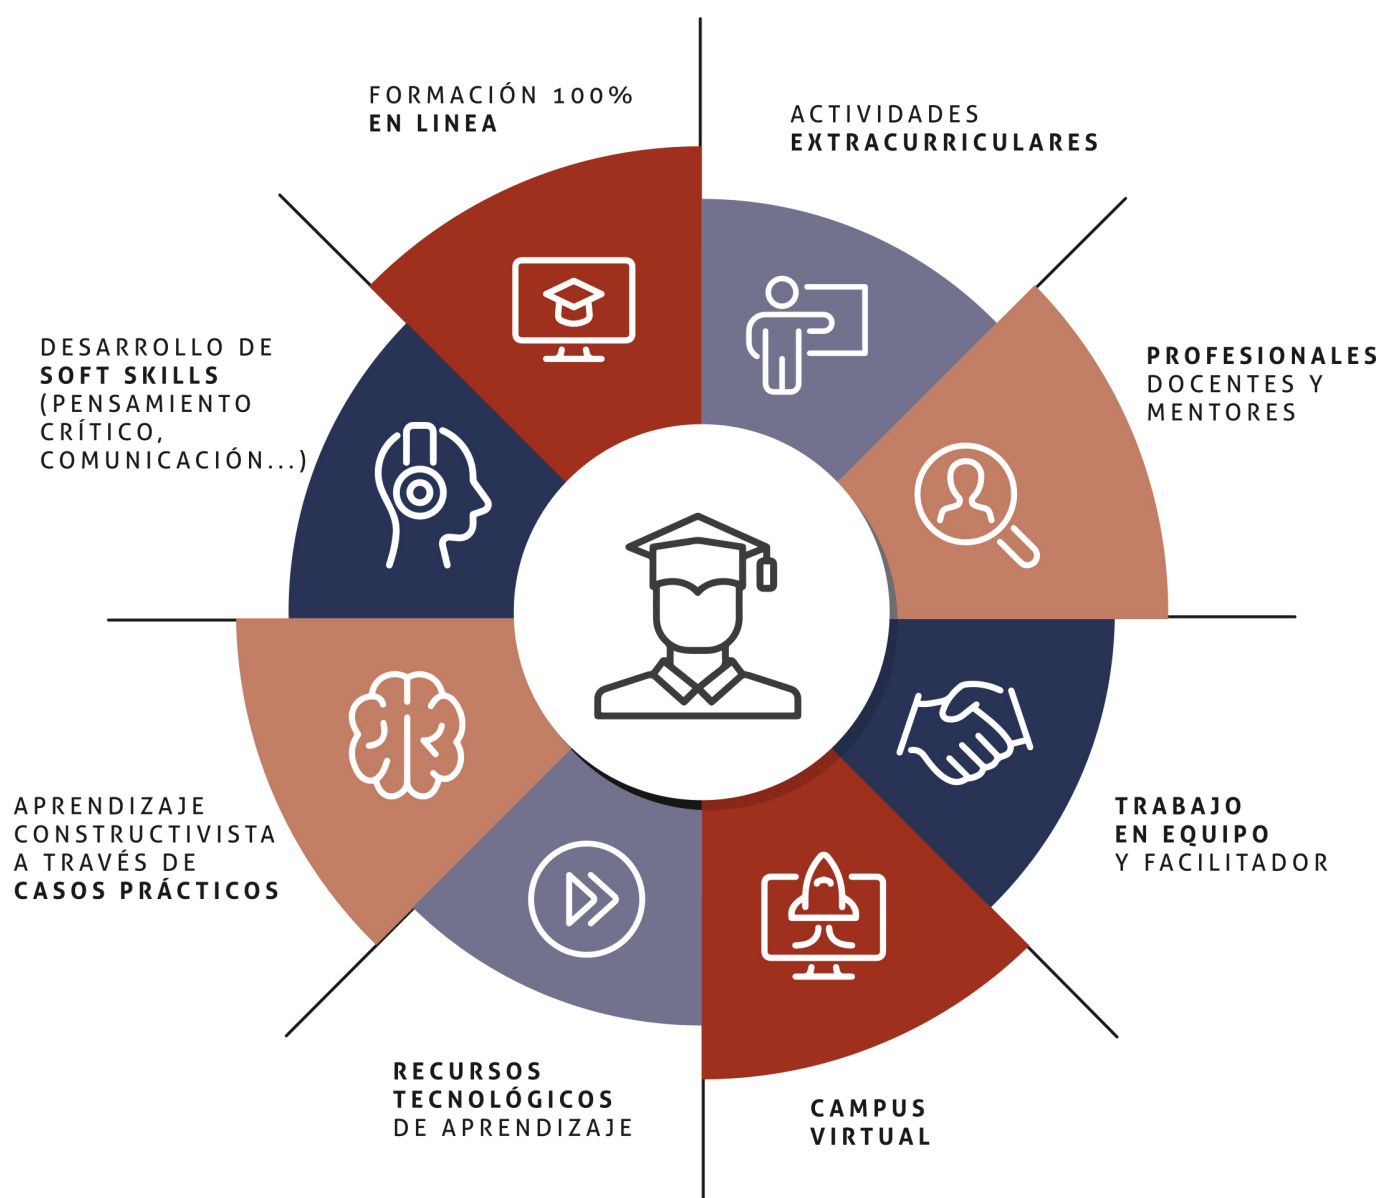 FORMACIÓN 100%
EN LINEA
ACTIVIDADES
EXTRACURRICULARES
DESARROLLO DE
SOFT SKILLS
(PENSAMIENTO
CRÍTICO,
COMUNICACIÓN...)
PROFESIONALES
DOCENTES Y
MENTORES
APRENDIZAJE
CONSTRUCTIVISTA
A TRAVÉS DE
CASOS PRÁCTICOS
TRABAJO
EN EQUIPO
Y FACILITADOR
RECURSOS
TECNOLÓGICOS
DE APRENDIZAJE
CAMPUS
VIRTUAL